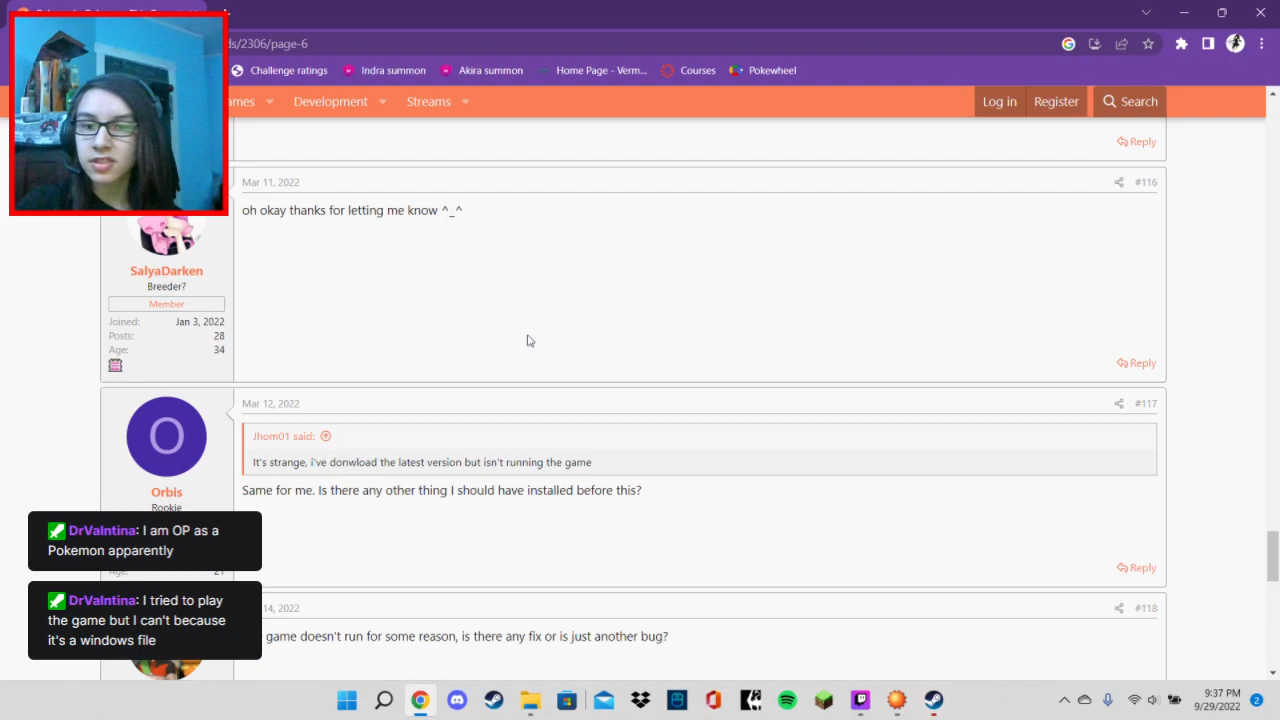 ds/2306/page-6
Challenge ratings
Indra summon
Akira summon
Home Page - Verm...
Courses
Pokewheel
ames
Development
Streams
Log in
Register
Search
Reply
Mar 11, 2022
#116
oh okay thanks for letting me know ^_^
SalyaDarken
Breeder?
Member
Joined: Jan 3, 2022
Posts: 28
Age: 34
Reply
Mar 12, 2022
#117
Jhom01 said:
It's strange, i've donwload the latest version but isn't running the game
O
Orbis
Rookie
Same for me. Is there any other thing I should have installed before this?
Age: 21
Reply
14, 2022
#118
game doesn't run for some reason, is there any fix or is just another bug?
DrValntina: I am OP as a
Pokemon apparently
DrValntina: I tried to play
the game but I can't because
it's a windows file
9:37 PM
9/29/2022
2